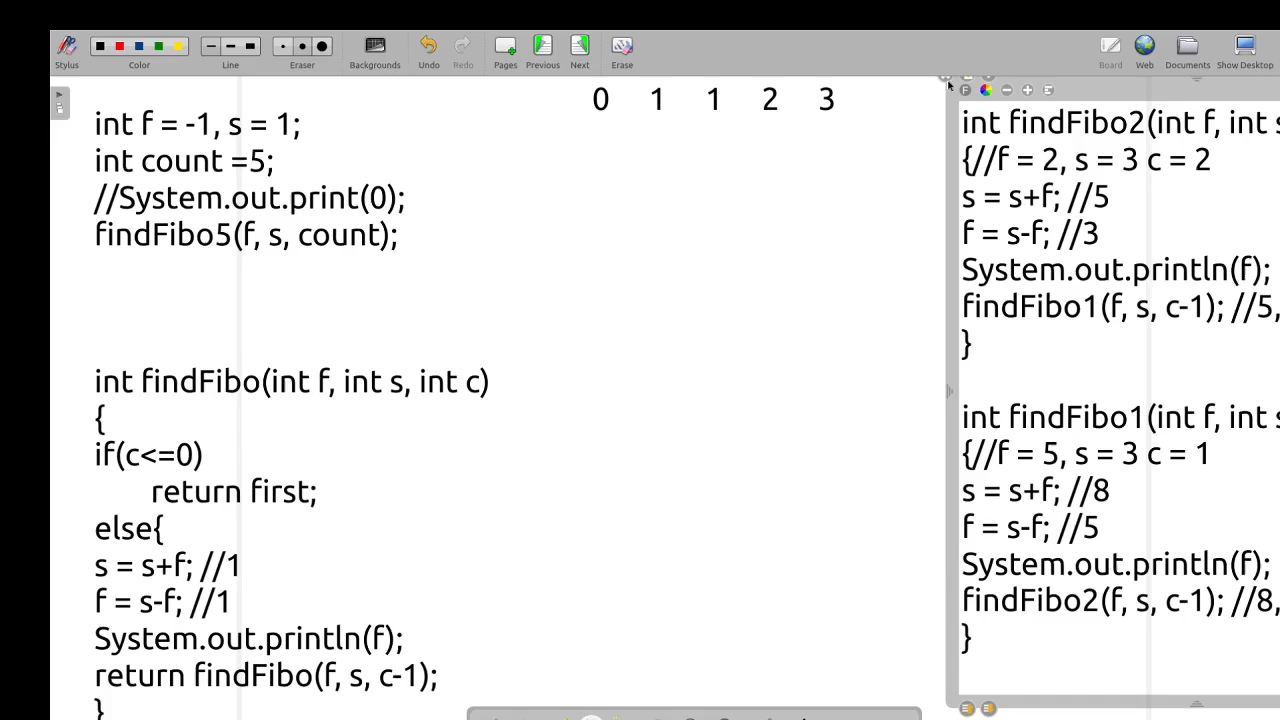 Stylus
Color
Line
Eraser
Backgrounds
Undo
Redo
Pages
Previous
Next
Erase
Board
Web
Documents
Show Desktop
0 1 1 2 3
int f = -1, s = 1;
int count =5;
//System.out.print(0);
findFibo5(f, s, count);
int findFibo(int f, int s, int c)
{
if(c<=0)
return first;
else{
s = s+f; //1
f = s-f; //1
System.out.println(f);
return findFibo(f, s, c-1);
}
int findFibo2(int f, int s
{//f = 2, s = 3 c = 2
s = s+f; //5
f = s-f; //3
System.out.println(f);
findFibo1(f, s, c-1); //5,
}
int findFibo1(int f, int s
{//f = 5, s = 3 c = 1
s = s+f; //8
f = s-f; //5
System.out.println(f);
findFibo2(f, s, c-1); //8,
}